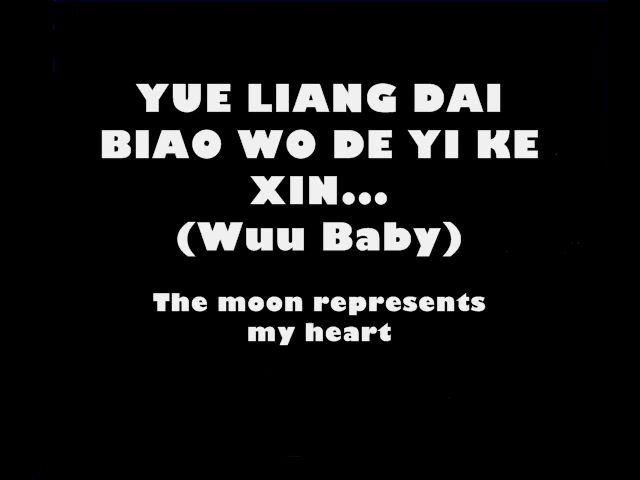 YUE LIANG DAI
BIAO WO DE YI KE
XIN...
(Wuu Baby)
The moon represents
my heart